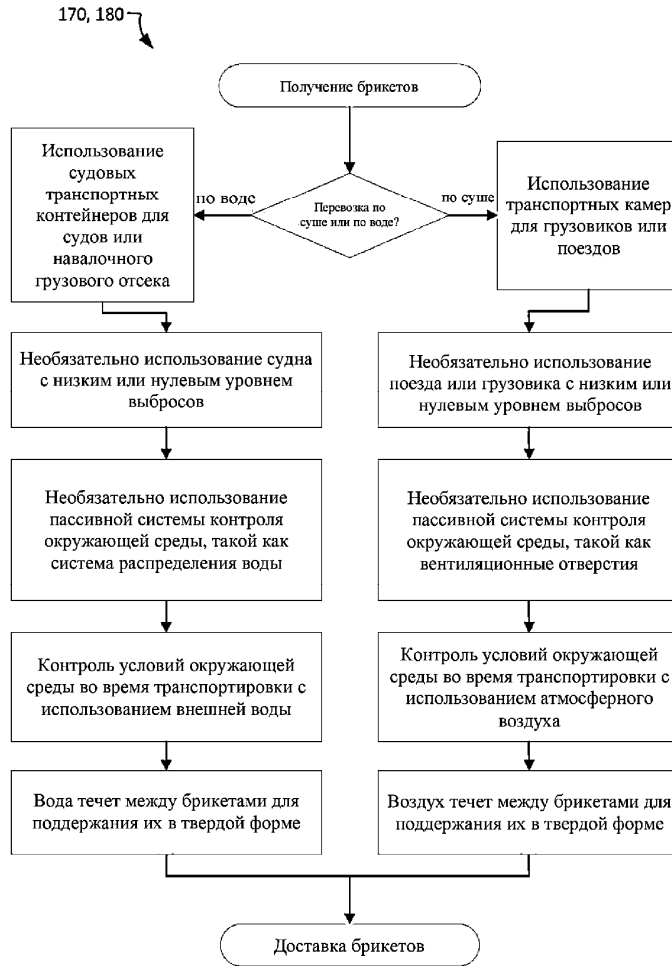 170, 180
Получение брикетов
Использование
судовых
транспортных
контейнеров для
судов или
навалочного
грузового отсека
по воде
Перевозка по
суше или по воде?
по суше
Использование
транспортных камер
для грузовиков или
поездов
Необязательно использование судна
с низким или нулевым уровнем
выбросов
Необязательно использование
поезда или грузовика с низким или
нулевым уровнем выбросов
Необязательно использование
пассивной системы контроля
окружающей среды, такой как
система распределения воды
Необязательно использование
пассивной системы контроля
окружающей среды, такой как
вентиляционные отверстия
Контроль условий окружающей
среды во время транспортировки с
использованием внешней воды
Контроль условий окружающей
среды во время транспортировки с
использованием атмосферного
воздуха
Вода течет между брикетами для
поддержания их в твердой форме
Воздух течет между брикетами для
поддержания их в твердой форме
Доставка брикетов